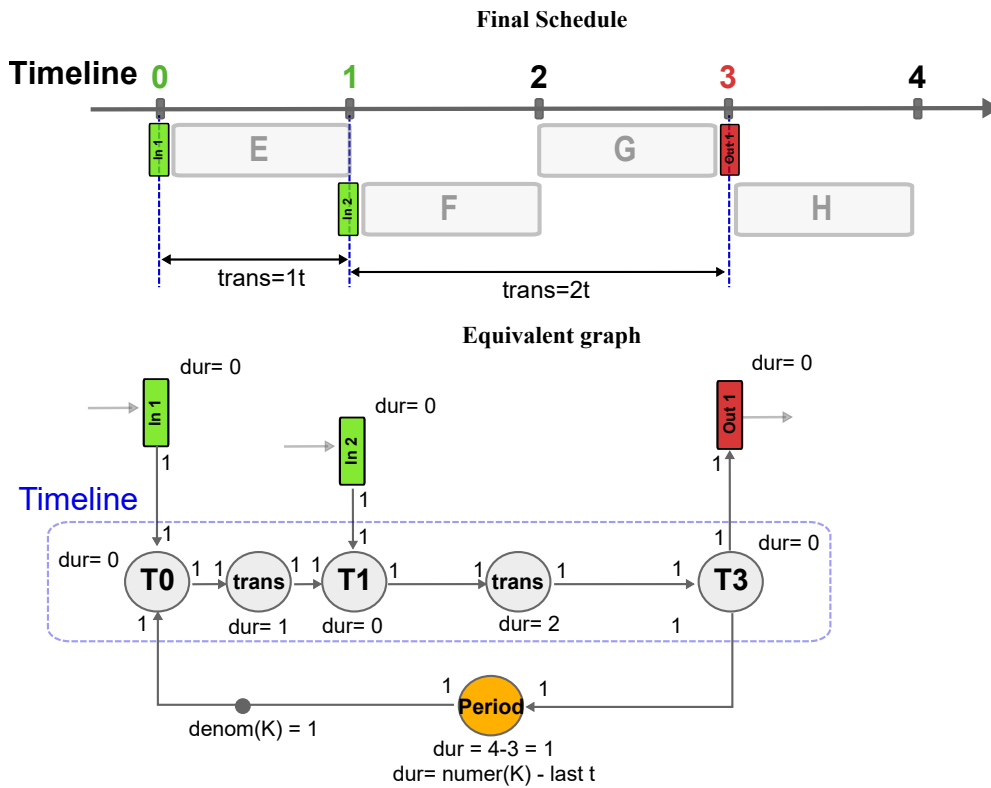 Final Schedule
Timeline 0 1 2 3 4
In 1 E G Out 1
In 2 F H
trans=1t
trans=2t
Equivalent graph
dur= 0
dur= 0
dur= 0
In 1
In 2
Out 1
1
1
1
Timeline
1
1
1
dur= 0
dur= 0
T0 1 1 trans 1 1 T1 1 1 trans 1 1 T3
1 dur= 1 dur= 0 dur= 2 1
1 Period 1
denom(K) = 1
dur = 4-3 = 1
dur= numer(K) - last t